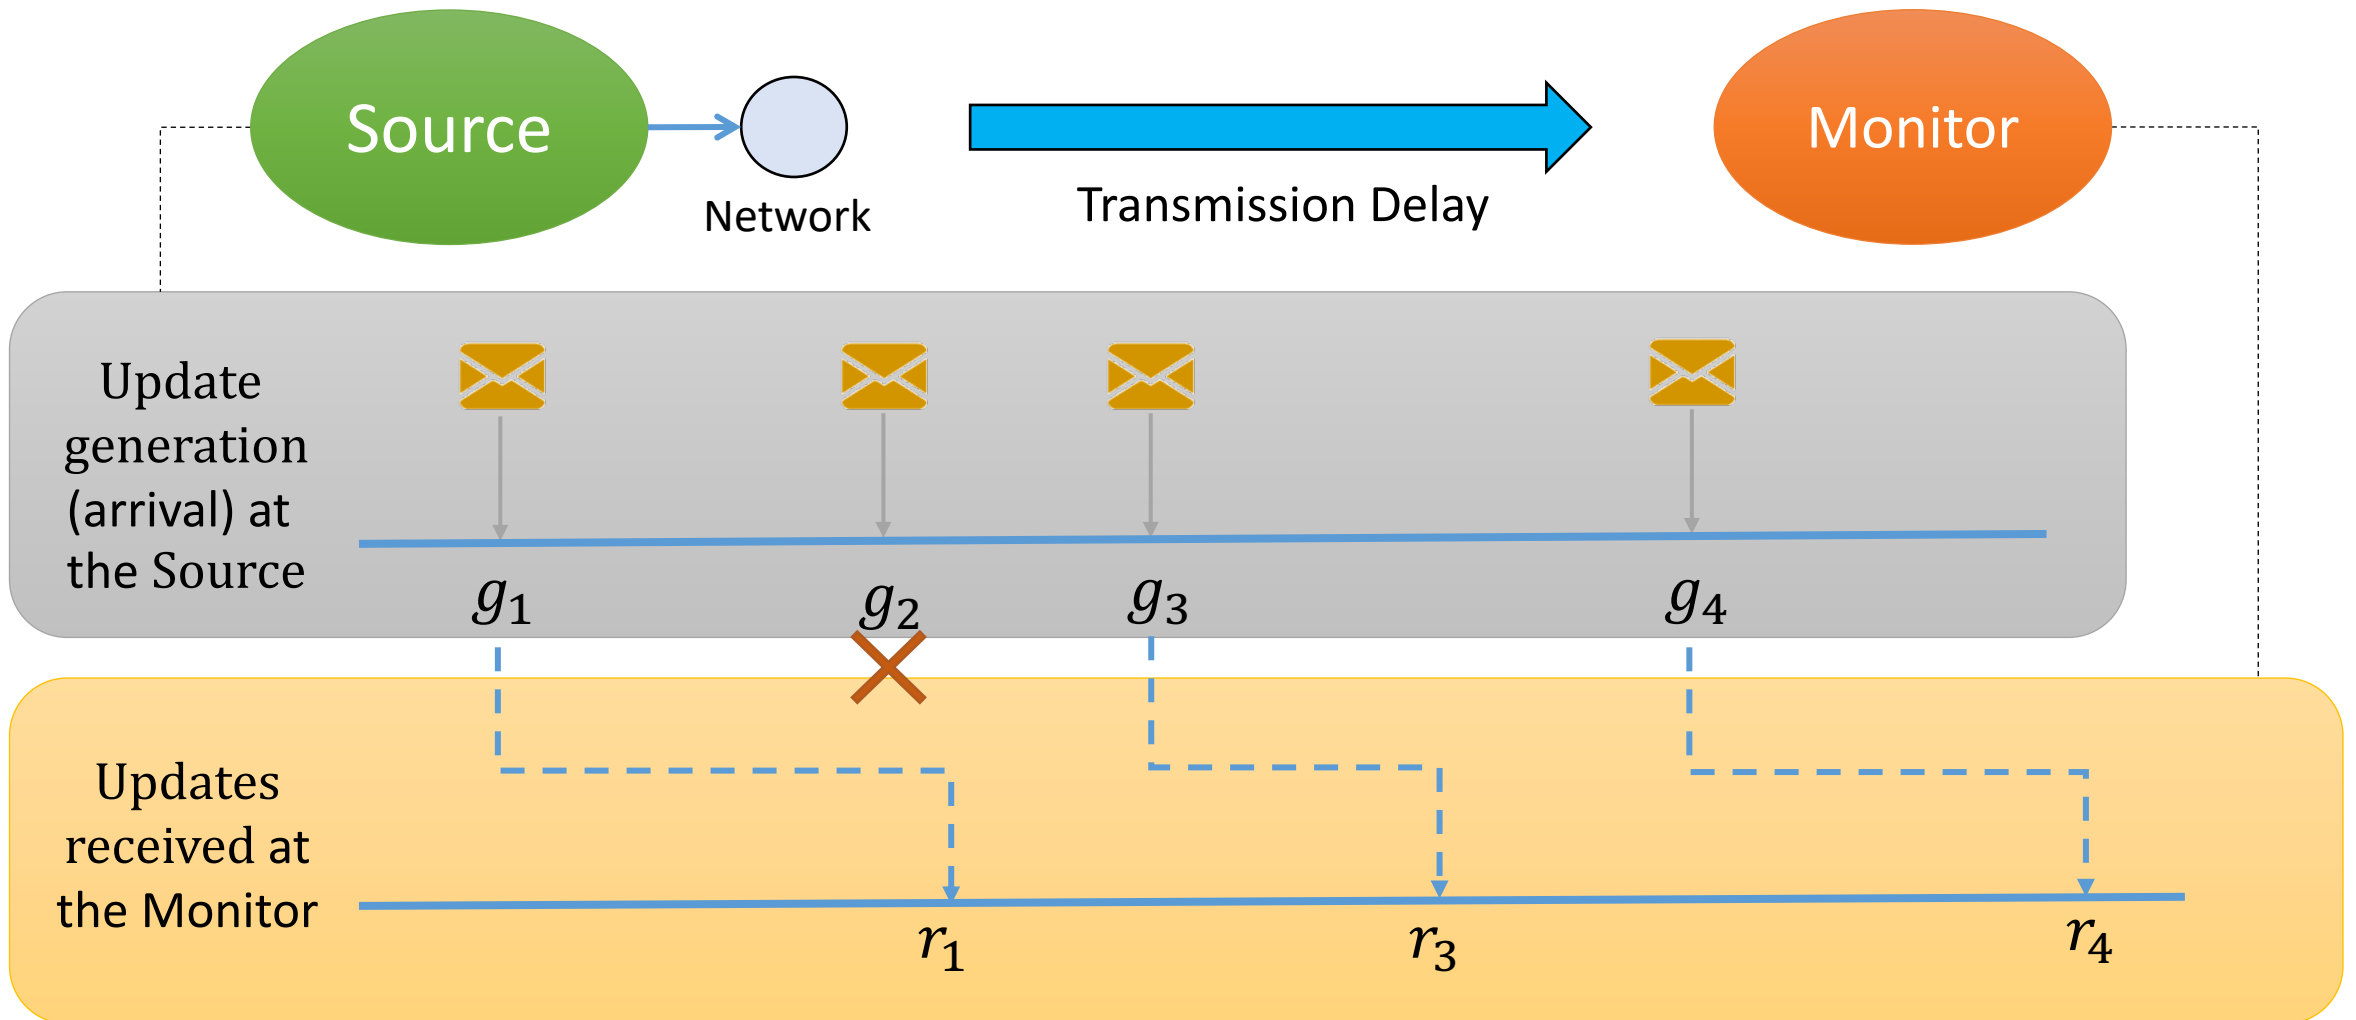 Source
Network
Transmission Delay
Monitor
Update
generation
(arrival) at
the Source
g₁
g₂
g₃
g₄
Updates
received at
the Monitor
r₁
r₃
r₄